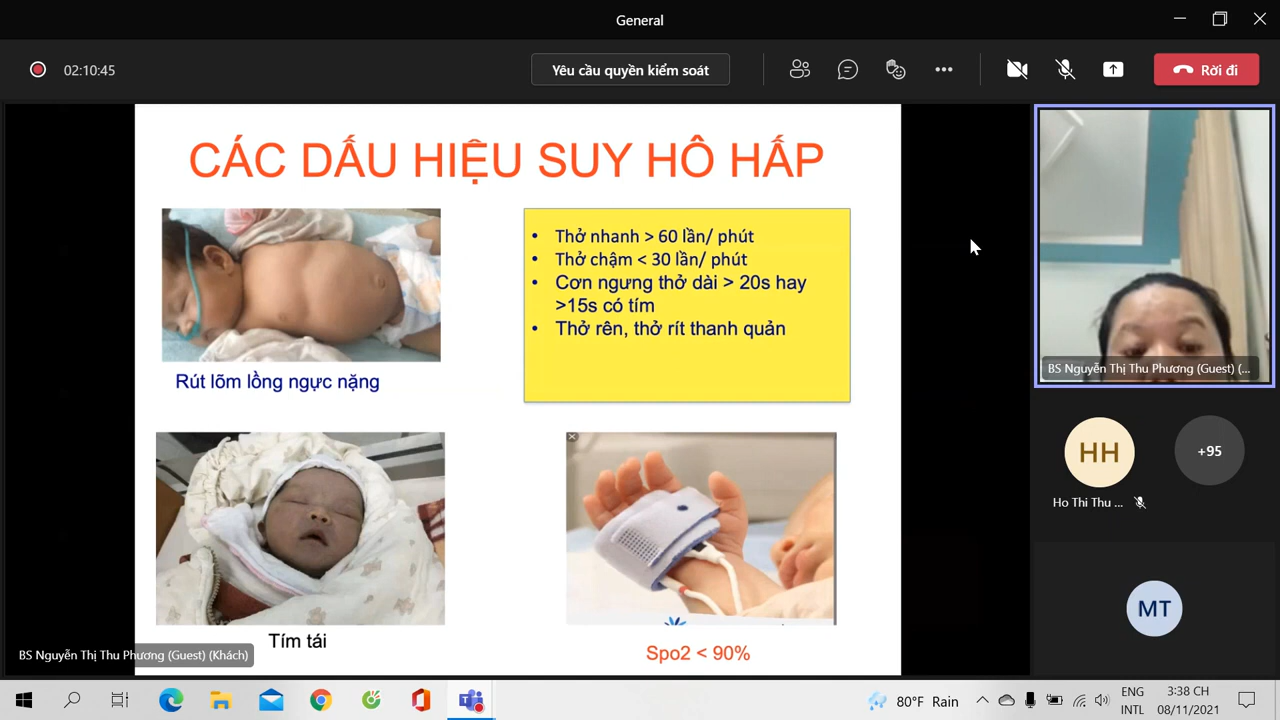 General
02:10:45
Yêu cầu quyền kiểm soát
Rời đi
CÁC DẤU HIỆU SUY HÔ HẤP
• Thở nhanh > 60 lần/ phút
• Thở chậm < 30 lần/ phút
• Cơn ngưng thở dài > 20s hay
>15s có tím
• Thở rên, thở rít thanh quản
Rút lõm lồng ngực nặng
Tím tái
Spo2 < 90%
BS Nguyễn Thị Thu Phương (Guest) (Khách)
BS Nguyễn Thị Thu Phương (Guest) (...
HH
+95
Ho Thi Thu ...
MT
80°F Rain
ENG
INTL
3:38 CH
08/11/2021